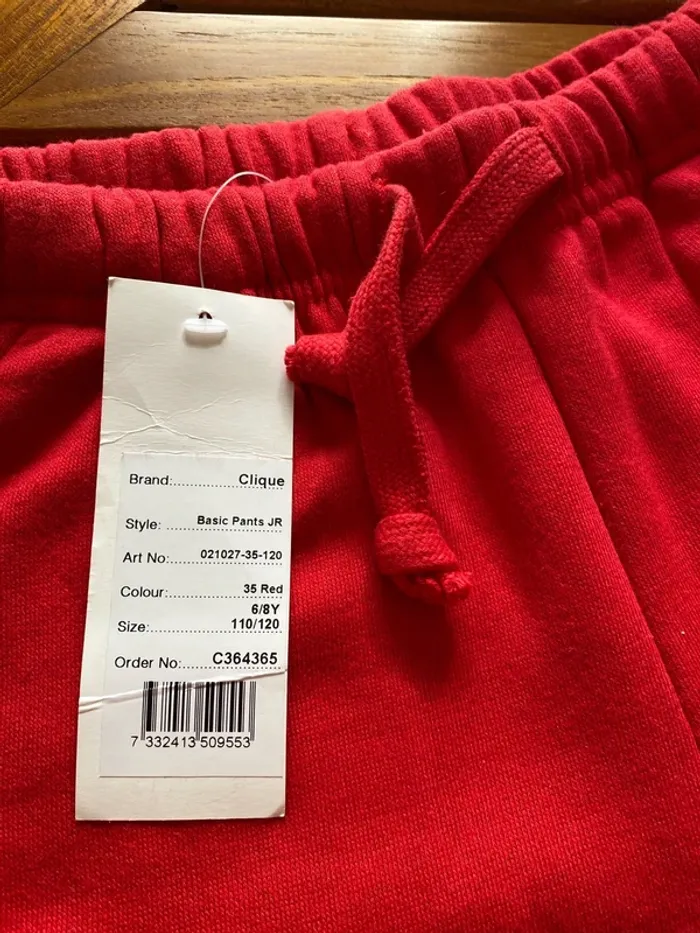 Brand:..................... Clique
Style: ........ Basic Pants JR
Art No:....... 021027-35-120
Colour:................... 35 Red
6/8Y
Size:..................... 110/120
Order No:...... C364365
7 332413 509553